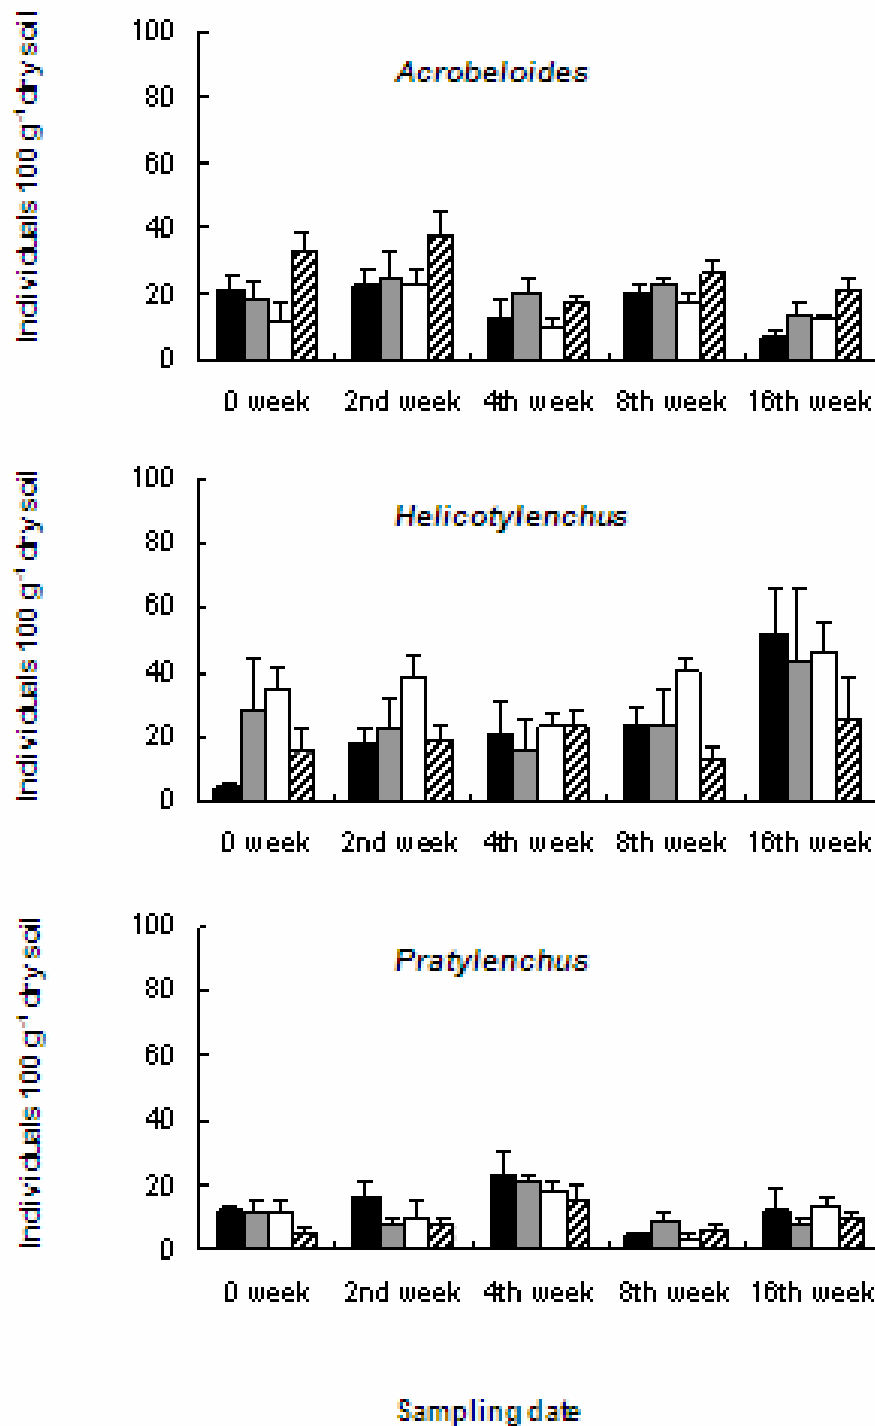 100
Acrobeloides
80
60
40
20
0
Individuals 100 g⁻¹ dry soil
0 week 2nd week 4th week 8th week 16th week
100
Helicotylenchus
80
60
40
20
0
Individuals 100 g⁻¹ dry soil
0 week 2nd week 4th week 8th week 16th week
100
Pratylenchus
80
60
40
20
0
Individuals 100 g⁻¹ dry soil
0 week 2nd week 4th week 8th week 16th week
Sampling date